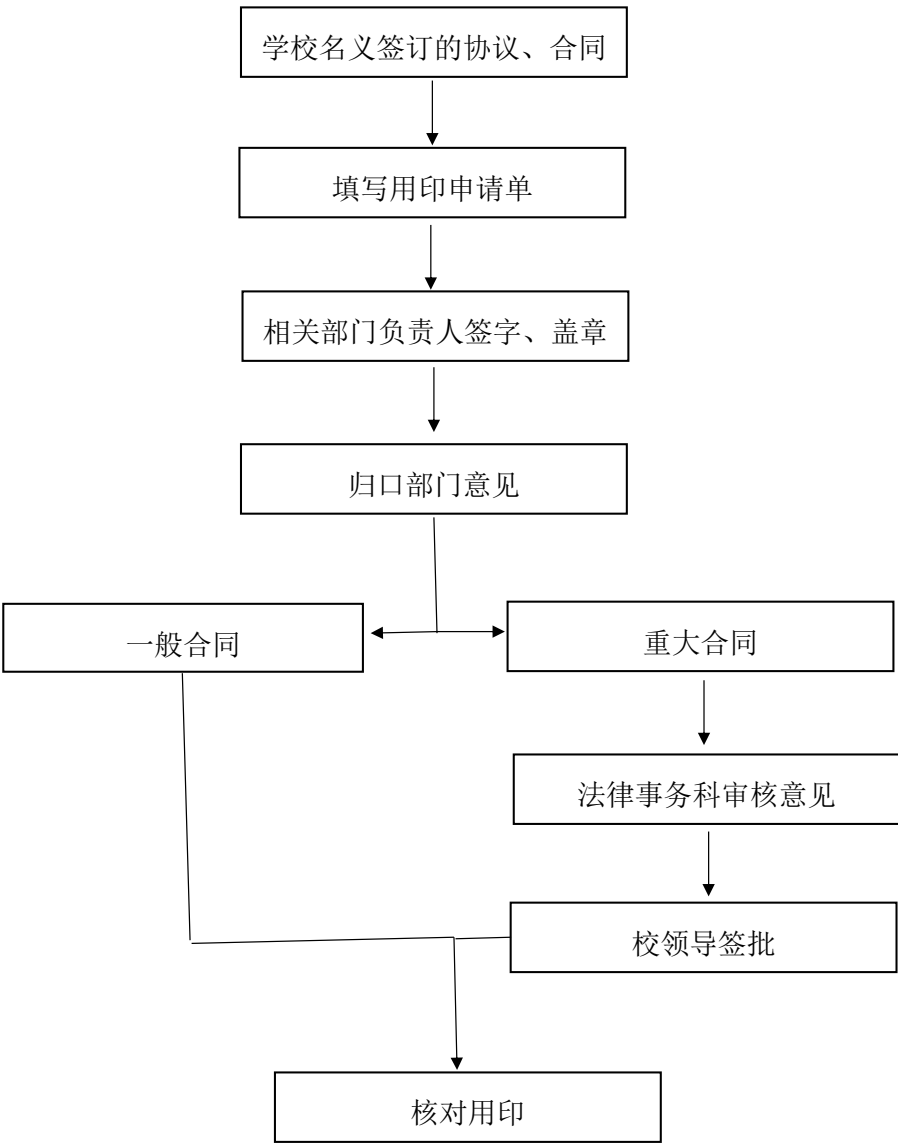 学校名义签订的协议、合同
填写用印申请单
相关部门负责人签字、盖章
归口部门意见
一般合同
重大合同
法律事务科审核意见
校领导签批
核对用印